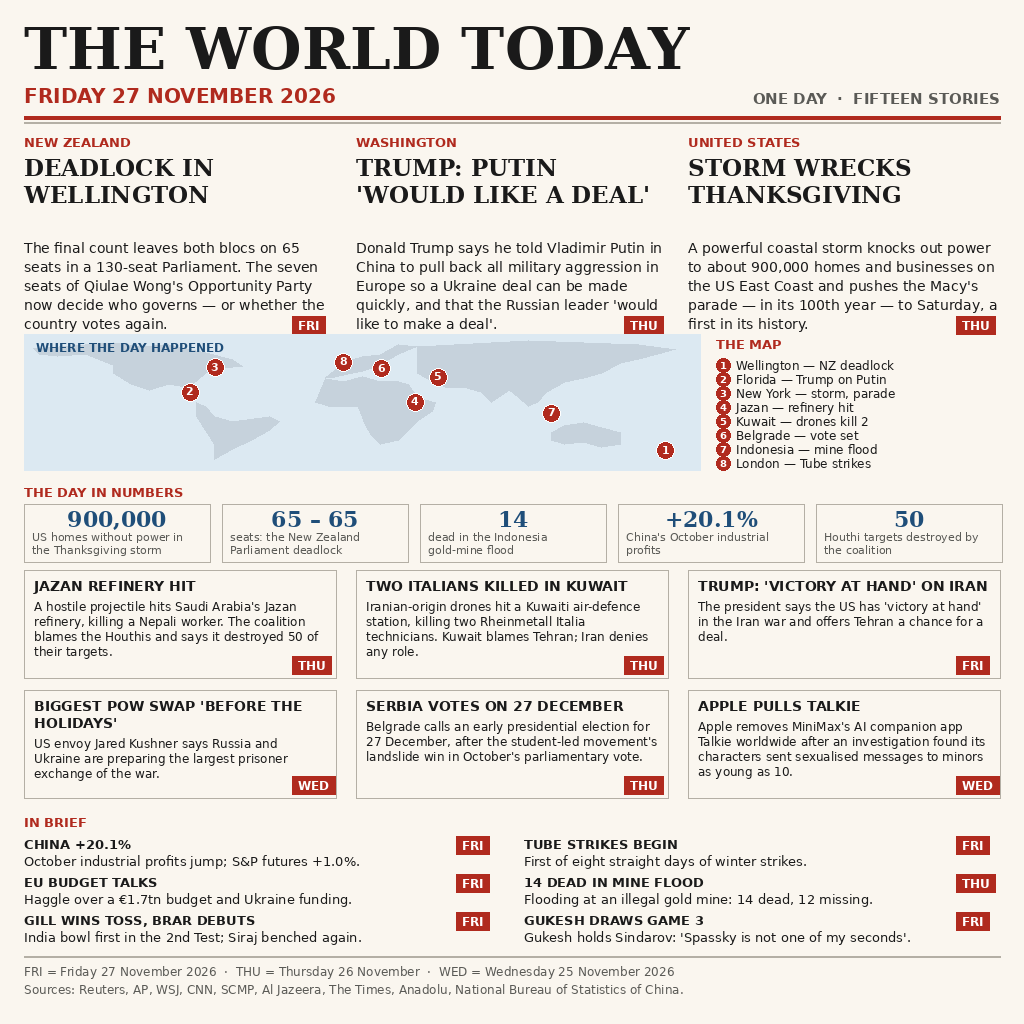 THE WORLD TODAY
FRIDAY 27 NOVEMBER 2026
ONE DAY · FIFTEEN STORIES
NEW ZEALAND
DEADLOCK IN
WELLINGTON
The final count leaves both blocs on 65
seats in a 130-seat Parliament. The seven
seats of Qiulae Wong's Opportunity Party
now decide who governs — or whether the
country votes again.
FRI
WASHINGTON
TRUMP: PUTIN
'WOULD LIKE A DEAL'
Donald Trump says he told Vladimir Putin in
China to pull back all military aggression in
Europe so a Ukraine deal can be made
quickly, and that the Russian leader 'would
like to make a deal'.
THU
UNITED STATES
STORM WRECKS
THANKSGIVING
A powerful coastal storm knocks out power
to about 900,000 homes and businesses on
the US East Coast and pushes the Macy's
parade — in its 100th year — to Saturday, a
first in its history.
THU
WHERE THE DAY HAPPENED
3
8
6
5
2
4
7
1
THE MAP
1 Wellington — NZ deadlock
2 Florida — Trump on Putin
3 New York — storm, parade
4 Jazan — refinery hit
5 Kuwait — drones kill 2
6 Belgrade — vote set
7 Indonesia — mine flood
8 London — Tube strikes
THE DAY IN NUMBERS
900,000
US homes without power in
the Thanksgiving storm
65 – 65
seats: the New Zealand
Parliament deadlock
14
dead in the Indonesia
gold-mine flood
+20.1%
China's October industrial
profits
50
Houthi targets destroyed by
the coalition
JAZAN REFINERY HIT
A hostile projectile hits Saudi Arabia's Jazan
refinery, killing a Nepali worker. The coalition
blames the Houthis and says it destroyed 50 of
their targets.
THU
TWO ITALIANS KILLED IN KUWAIT
Iranian-origin drones hit a Kuwaiti air-defence
station, killing two Rheinmetall Italia
technicians. Kuwait blames Tehran; Iran denies
any role.
THU
TRUMP: 'VICTORY AT HAND' ON IRAN
The president says the US has 'victory at hand'
in the Iran war and offers Tehran a chance for a
deal.
FRI
BIGGEST POW SWAP 'BEFORE THE
HOLIDAYS'
US envoy Jared Kushner says Russia and
Ukraine are preparing the largest prisoner
exchange of the war.
WED
SERBIA VOTES ON 27 DECEMBER
Belgrade calls an early presidential election for
27 December, after the student-led movement's
landslide win in October's parliamentary vote.
THU
APPLE PULLS TALKIE
Apple removes MiniMax's AI companion app
Talkie worldwide after an investigation found its
characters sent sexualised messages to minors
as young as 10.
WED
IN BRIEF
CHINA +20.1%
FRI
October industrial profits jump; S&P futures +1.0%.
EU BUDGET TALKS
FRI
Haggle over a €1.7tn budget and Ukraine funding.
GILL WINS TOSS, BRAR DEBUTS
FRI
India bowl first in the 2nd Test; Siraj benched again.
TUBE STRIKES BEGIN
FRI
First of eight straight days of winter strikes.
14 DEAD IN MINE FLOOD
THU
Flooding at an illegal gold mine: 14 dead, 12 missing.
GUKESH DRAWS GAME 3
FRI
Gukesh holds Sindarov: 'Spassky is not one of my seconds'.
FRI = Friday 27 November 2026 · THU = Thursday 26 November · WED = Wednesday 25 November 2026
Sources: Reuters, AP, WSJ, CNN, SCMP, Al Jazeera, The Times, Anadolu, National Bureau of Statistics of China.